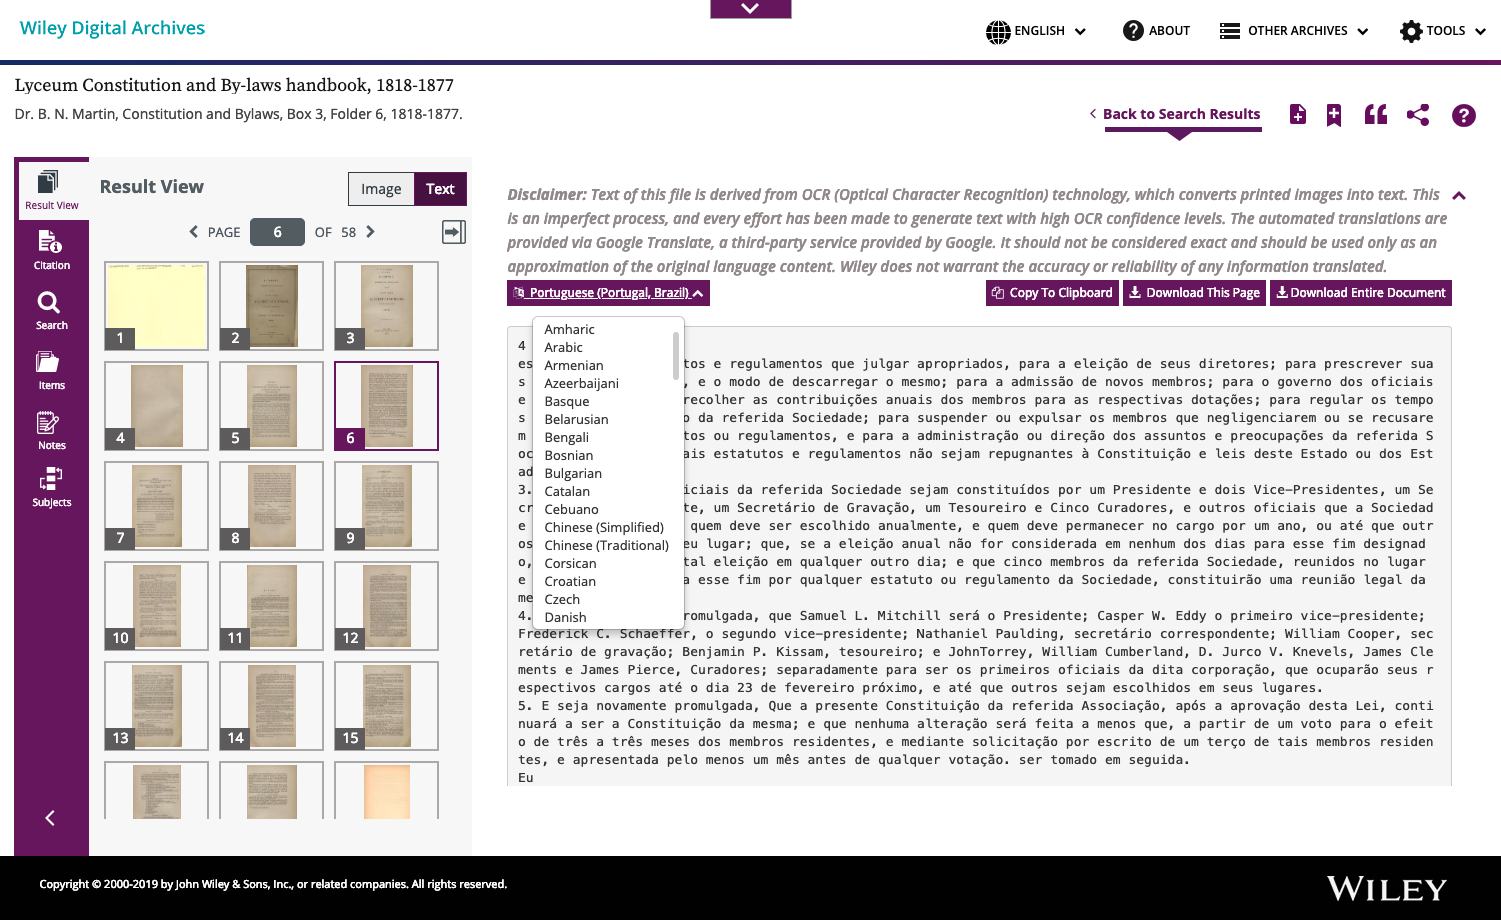 Wiley Digital Archives
ENGLISH
ABOUT
OTHER ARCHIVES
TOOLS
Lyceum Constitution and By-laws handbook, 1818-1877
Dr. B. N. Martin, Constitution and Bylaws, Box 3, Folder 6, 1818-1877.
Back to Search Results
Result View
Citation
Search
Items
Notes
Subjects
Result View
Image
Text
PAGE 6 OF 58
1
2
3
4
5
6
7
8
9
10
11
12
13
14
15
Disclaimer: Text of this file is derived from OCR (Optical Character Recognition) technology, which converts printed images into text. This
is an imperfect process, and every effort has been made to generate text with high OCR confidence levels. The automated translations are
provided via Google Translate, a third-party service provided by Google. It should not be considered exact and should be used only as an
approximation of the original language content. Wiley does not warrant the accuracy or reliability of any information translated.
Portuguese (Portugal, Brazil)
Copy To Clipboard
Download This Page
Download Entire Document
Amharic
Arabic
Armenian
Azeerbaijani
Basque
Belarusian
Bengali
Bosnian
Bulgarian
Catalan
Cebuano
Chinese (Simplified)
Chinese (Traditional)
Corsican
Croatian
Czech
Danish
4
es tos e regulamentos que julgar apropriados, para a eleição de seus diretores; para prescrever sua
s , e o modo de descarregar o mesmo; para a admissão de novos membros; para o governo dos oficiais
e recolher as contribuições anuais dos membros para as respectivas dotações; para regular os tempo
s o da referida Sociedade; para suspender ou expulsar os membros que negligenciarem ou se recusare
m tos ou regulamentos, e para a administração ou direção dos assuntos e preocupações da referida S
oc ais estatutos e regulamentos não sejam repugnantes à Constituição e leis deste Estado ou dos Est
ad
3. iciais da referida Sociedade sejam constituídos por um Presidente e dois Vice-Presidentes, um Se
cr te, um Secretário de Gravação, um Tesoureiro e Cinco Curadores, e outros oficiais que a Sociedad
e quem deve ser escolhido anualmente, e quem deve permanecer no cargo por um ano, ou até que outr
os eu lugar; que, se a eleição anual não for considerada em nenhum dos dias para esse fim designad
o, tal eleição em qualquer outro dia; e que cinco membros da referida Sociedade, reunidos no lugar
e a esse fim por qualquer estatuto ou regulamento da Sociedade, constituirão uma reunião legal da
me
4. promulgada, que Samuel L. Mitchill será o Presidente; Casper W. Eddy o primeiro vice-presidente;
Frederick C. Schaeffer, o segundo vice-presidente; Nathaniel Paulding, secretário correspondente; William Cooper, sec
retário de gravação; Benjamin P. Kissam, tesoureiro; e JohnTorrey, William Cumberland, D. Jurco V. Knevels, James Cle
ments e James Pierce, Curadores; separadamente para ser os primeiros oficiais da dita corporação, que ocuparão seus r
espectivos cargos até o dia 23 de fevereiro próximo, e até que outros sejam escolhidos em seus lugares.
5. E seja novamente promulgada, Que a presente Constituição da referida Associação, após a aprovação desta Lei, conti
nuará a ser a Constituição da mesma; e que nenhuma alteração será feita a menos que, a partir de um voto para o efeit
o de três a três meses dos membros residentes, e mediante solicitação por escrito de um terço de tais membros residen
tes, e apresentada pelo menos um mês antes de qualquer votação. ser tomado em seguida.
Eu
Copyright © 2000-2019 by John Wiley & Sons, Inc., or related companies. All rights reserved.
WILEY